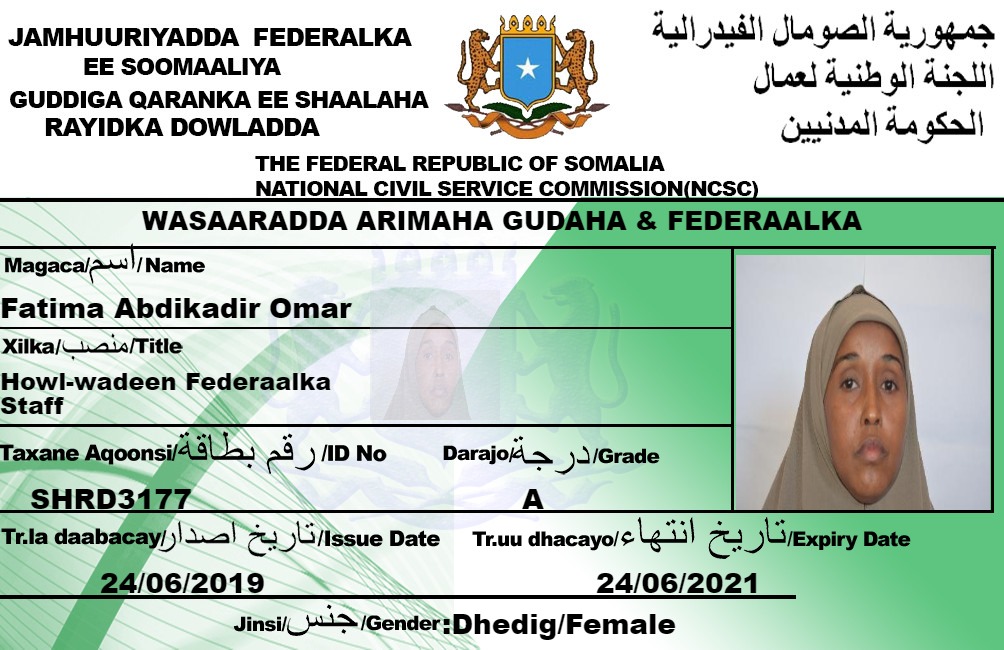 JAMHUURIYADDA FEDERALKA
EE SOOMAALIYA
GUDDIGA QARANKA EE SHAALAHA
RAYIDKA DOWLADDA
جمهورية الصومال الفيدرالية
اللجنة الوطنية لعمال
الحكومة المدنيين
THE FEDERAL REPUBLIC OF SOMALIA
NATIONAL CIVIL SERVICE COMMISSION(NCSC)
WASAARADDA ARIMAHA GUDAHA & FEDERAALKA
Magaca/اسم/Name
Fatima Abdikadir Omar
Xilka/منصب/Title
Howl-wadeen Federaalka
Staff
Taxane Aqoonsi/رقم بطاقة/ID No
Darajo/درجة/Grade
SHRD3177
A
Tr.la daabacay/تاريخ اصدار/Issue Date
Tr.uu dhacayo/تاريخ انتهاء/Expiry Date
24/06/2019
24/06/2021
Jinsi/جنس/Gender:Dhedig/Female